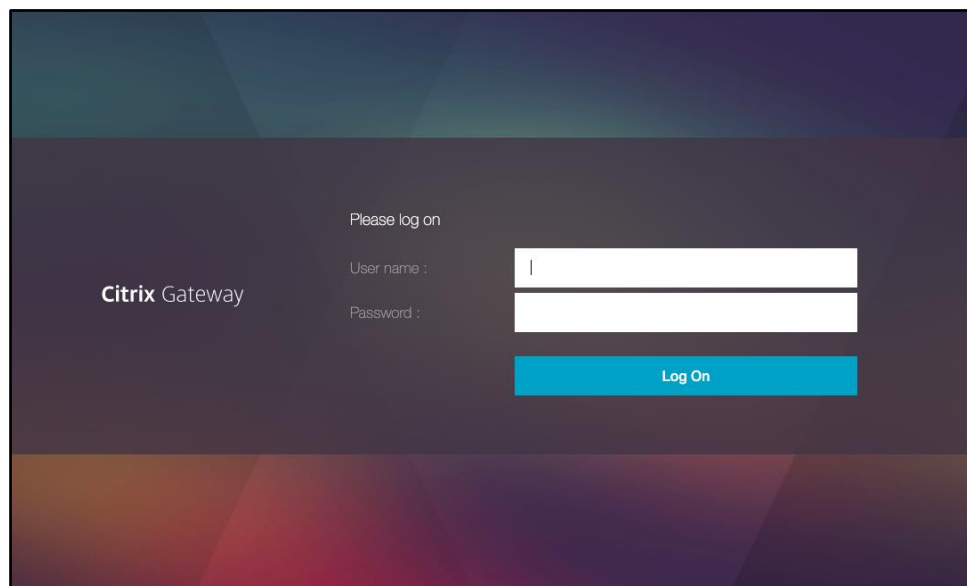 Please log on
User name :
Citrix Gateway
Password :
Log On